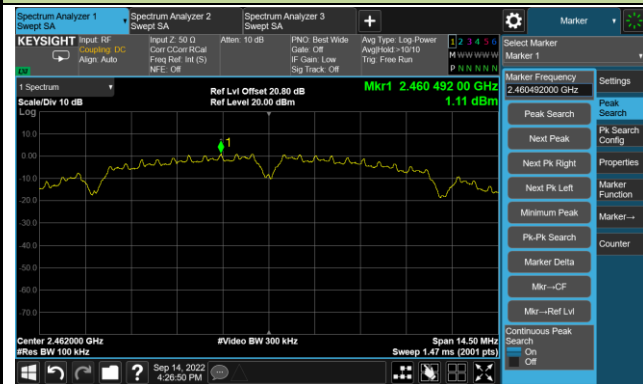 Spectrum Analyzer 1
Swept SA
Spectrum Analyzer 2
Swept SA
Spectrum Analyzer 3
Swept SA
+
Marker
KEYSIGHT
Input: RF
Coupling: DC
Align: Auto
Input Z: 50 Ω
Corr CCorr RCal
Freq Ref: Int (S)
NFE: Off
Atten: 10 dB
PNO: Best Wide
Gate: Off
IF Gain: Low
Sig Track: Off
Avg Type: Log-Power
Avg|Hold:>10/10
Trig: Free Run
1 2 3 4 5 6
M W W W W W
P N N N N N
LVI
Select Marker
Marker 1
1 Spectrum
Scale/Div 10 dB
Log
Ref Lvl Offset 20.80 dB
Ref Level 20.00 dBm
Mkr1 2.460 492 00 GHz
1.11 dBm
10.0
0.00
-10.0
-20.0
-30.0
-40.0
-50.0
-60.0
-70.0
1
Center 2.462000 GHz
#Res BW 100 kHz
#Video BW 300 kHz
Span 14.50 MHz
Sweep 1.47 ms (2001 pts)
Marker Frequency
2.460492000 GHz
Peak Search
Next Peak
Next Pk Right
Next Pk Left
Minimum Peak
Pk-Pk Search
Marker Delta
Mkr→CF
Mkr→Ref Lvl
Continuous Peak
Search
On
Off
Settings
Peak
Search
Pk Search
Config
Properties
Marker
Function
Marker→
Counter
?
Sep 14, 2022
4:26:50 PM